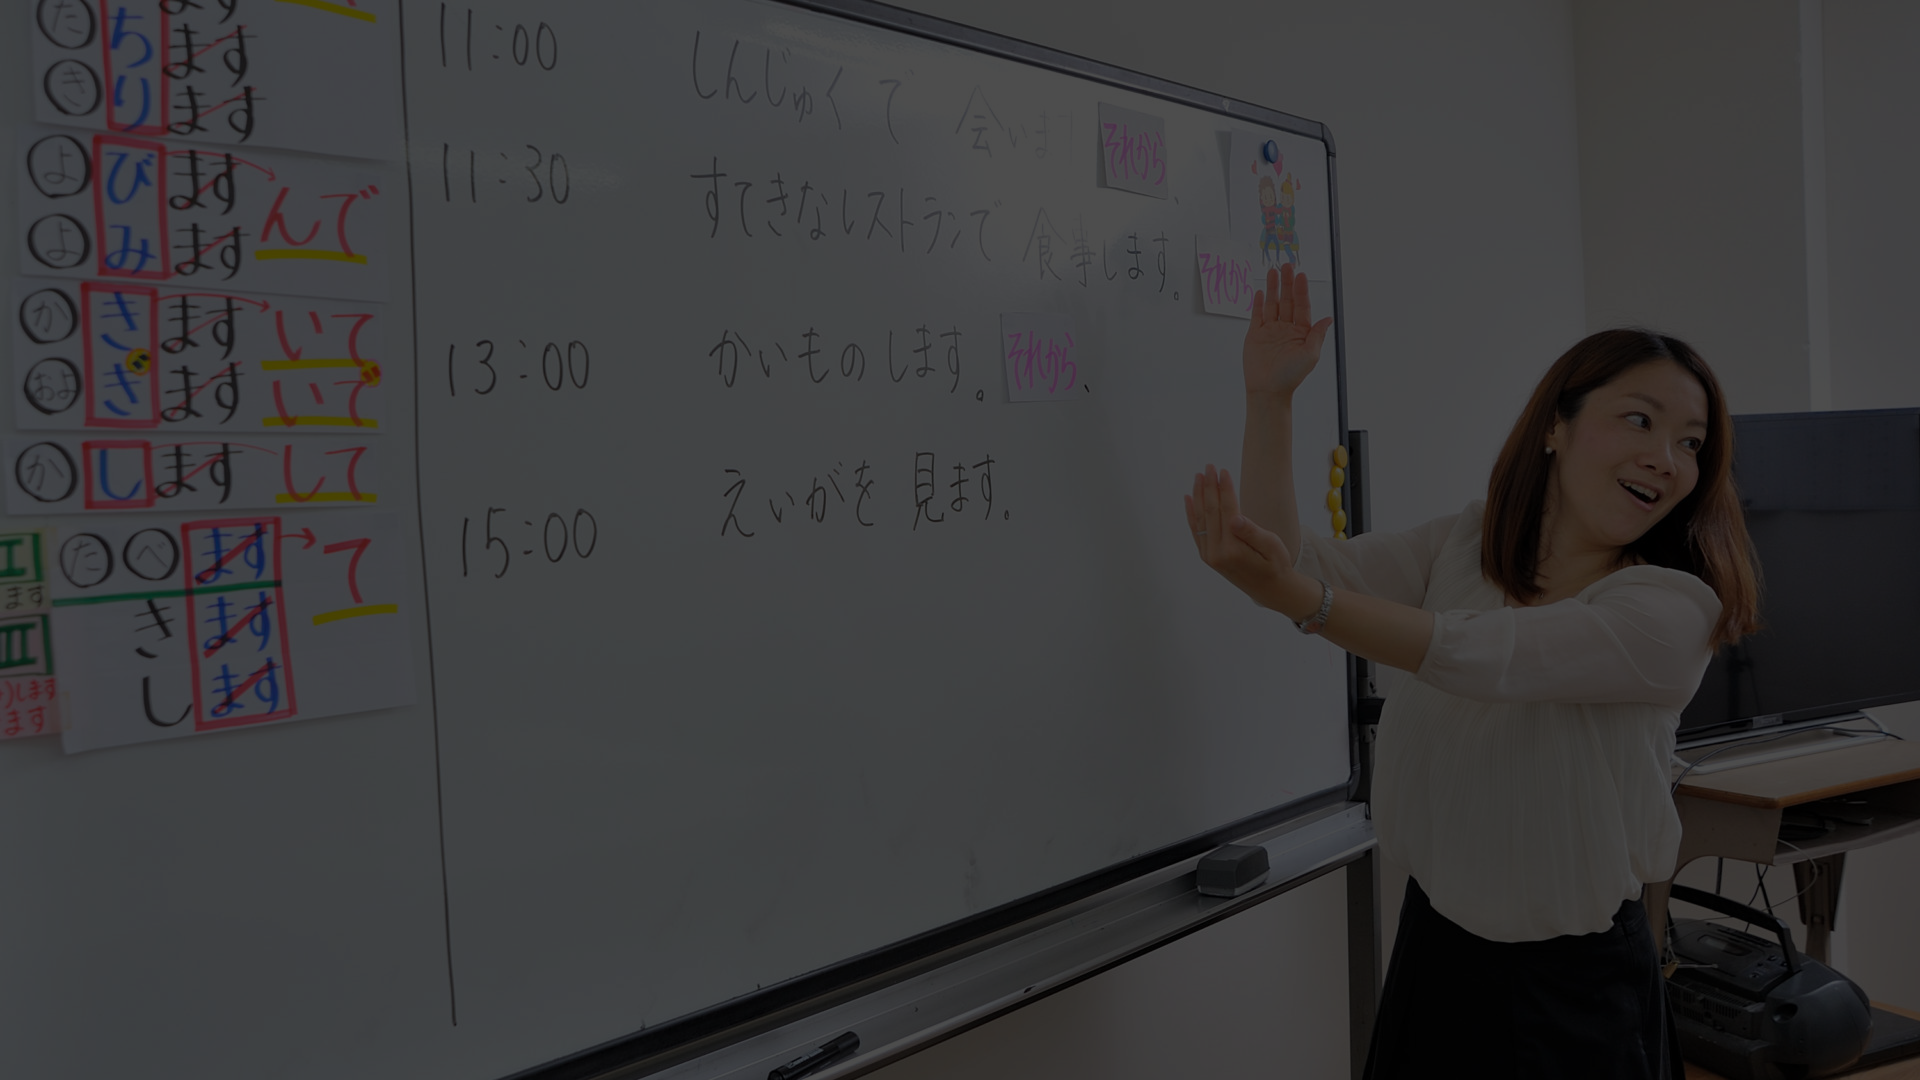 た ち ます
き り ます
よ び ます んで
よ み ます
か き ます いて
およ ぎ ます いで
か し ます して
II た べ ます て
ます
III き ます
し ます
します
ます
11:00 しんじゅくで 会います それから、
11:30 すてきなレストランで 食事します。 それから
13:00 かいものします。 それから、
15:00 えいがを 見ます。